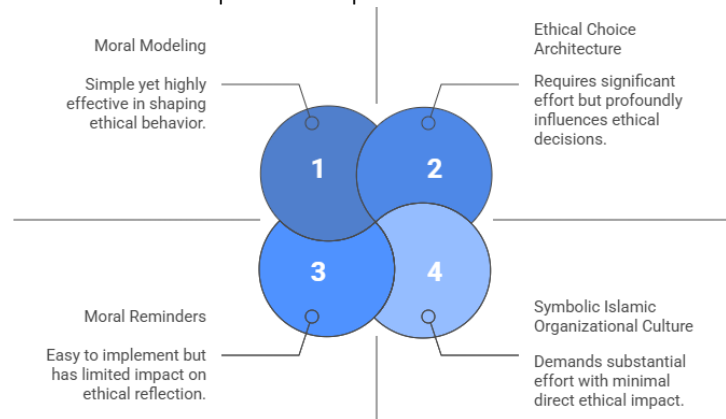 Moral Modeling
Simple yet highly
effective in shaping
ethical behavior.
Ethical Choice
Architecture
Requires significant
effort but profoundly
influences ethical
decisions.
1
2
3
4
Moral Reminders
Easy to implement but
has limited impact on
ethical reflection.
Symbolic Islamic
Organizational Culture
Demands substantial
effort with minimal
direct ethical impact.